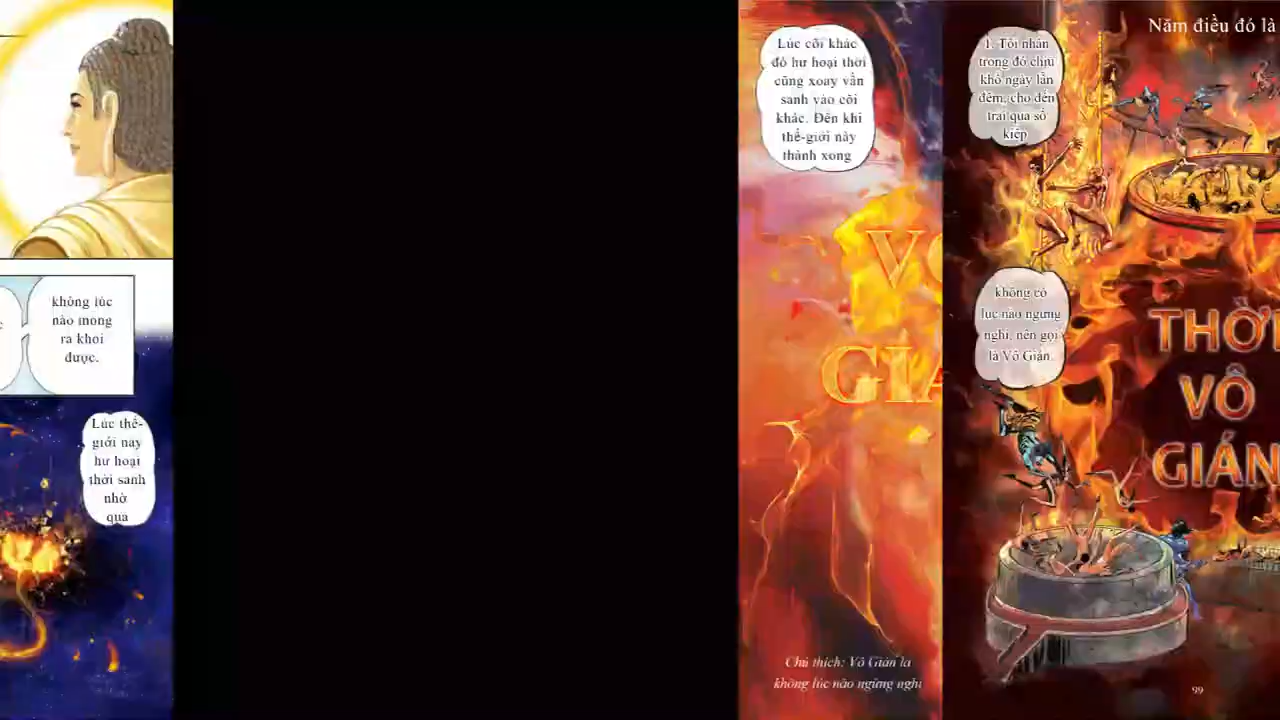 không lúc
nào mong
ra khỏi
được.
Lúc thế-
giới này
hư hoại
thời sanh
nhờ
qua
Lúc cõi khác
đó hư hoại thời
cũng xoay vần
sanh vào cõi
khác. Đến khi
thế-giới này
thành xong
VÔ
GIÁ
Chú thích: Vô Gián là
không lúc nào ngừng nghỉ
Năm điều đó là
1. Tội nhân
trong đó chịu
khổ ngày lẫn
đêm, cho đến
trải qua số
kiếp
không có
lúc nào ngưng
nghỉ, nên gọi
là Vô Gián.
THỜI
VÔ
GIÁN
99